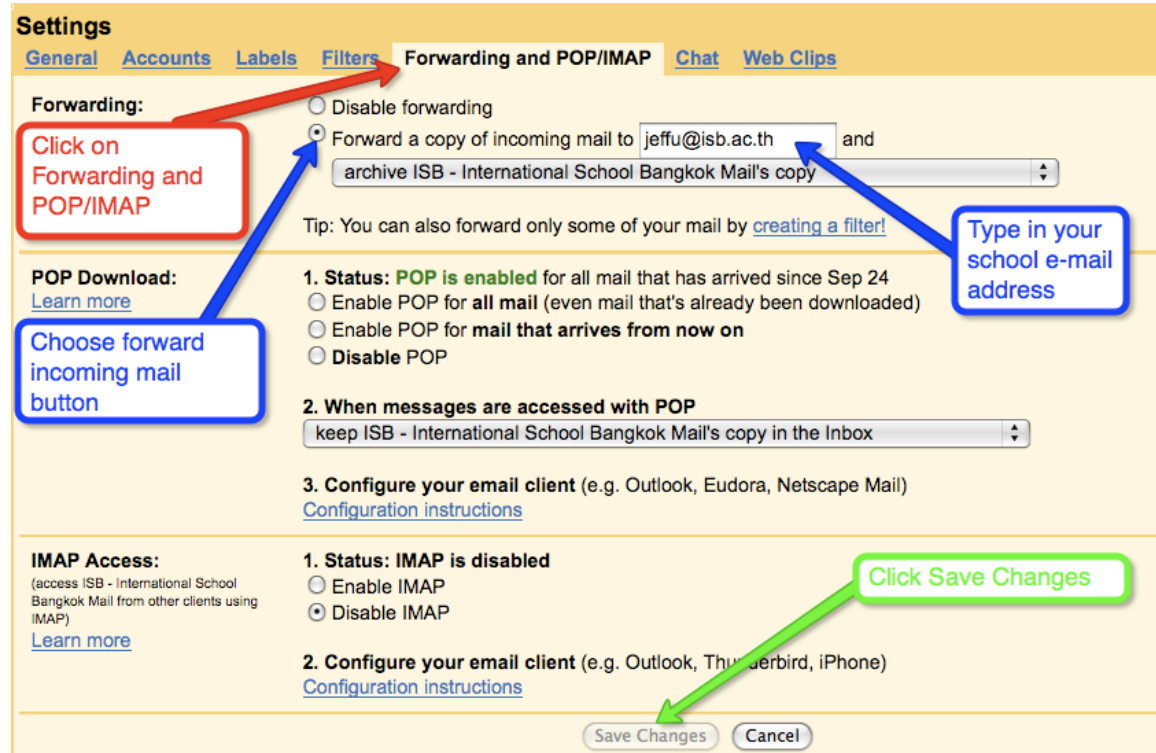 Settings
General Accounts Labels Filters Forwarding and POP/IMAP Chat Web Clips
Forwarding:
Click on
Forwarding and
POP/IMAP
Disable forwarding
Forward a copy of incoming mail to jeffu@isb.ac.th and
archive ISB - International School Bangkok Mail's copy
Tip: You can also forward only some of your mail by creating a filter!
Type in your
school e-mail
address
POP Download:
Learn more
Choose forward
incoming mail
button
1. Status: POP is enabled for all mail that has arrived since Sep 24
Enable POP for all mail (even mail that's already been downloaded)
Enable POP for mail that arrives from now on
Disable POP
2. When messages are accessed with POP
keep ISB - International School Bangkok Mail's copy in the Inbox
3. Configure your email client (e.g. Outlook, Eudora, Netscape Mail)
Configuration instructions
IMAP Access:
(access ISB - International School
Bangkok Mail from other clients using
IMAP)
Learn more
1. Status: IMAP is disabled
Enable IMAP
Disable IMAP
Click Save Changes
2. Configure your email client (e.g. Outlook, Thunderbird, iPhone)
Configuration instructions
Save Changes Cancel